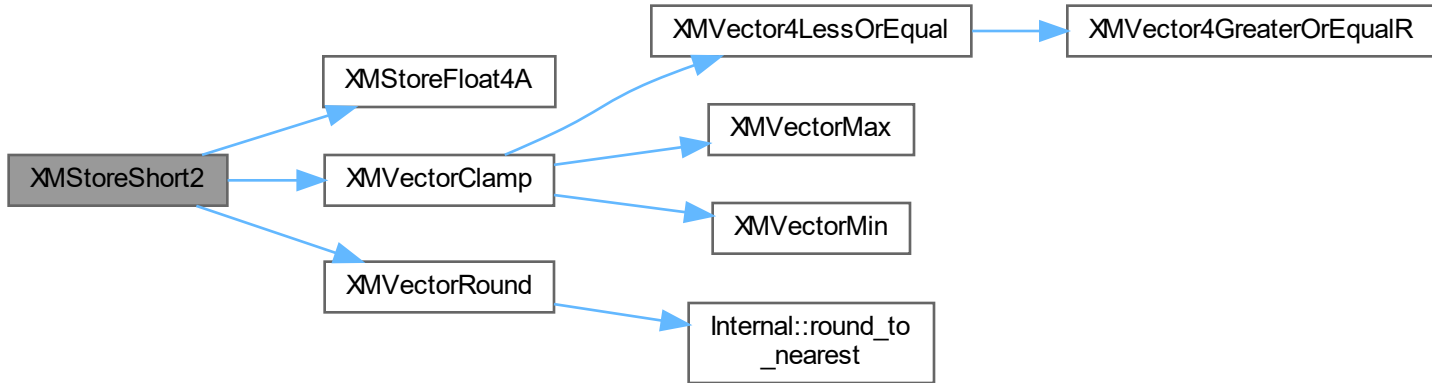 XMStoreShort2
XMStoreFloat4A
XMVectorClamp
XMVectorRound
XMVector4LessOrEqual
XMVectorMax
XMVectorMin
Internal::round_to
_nearest
XMVector4GreaterOrEqualR